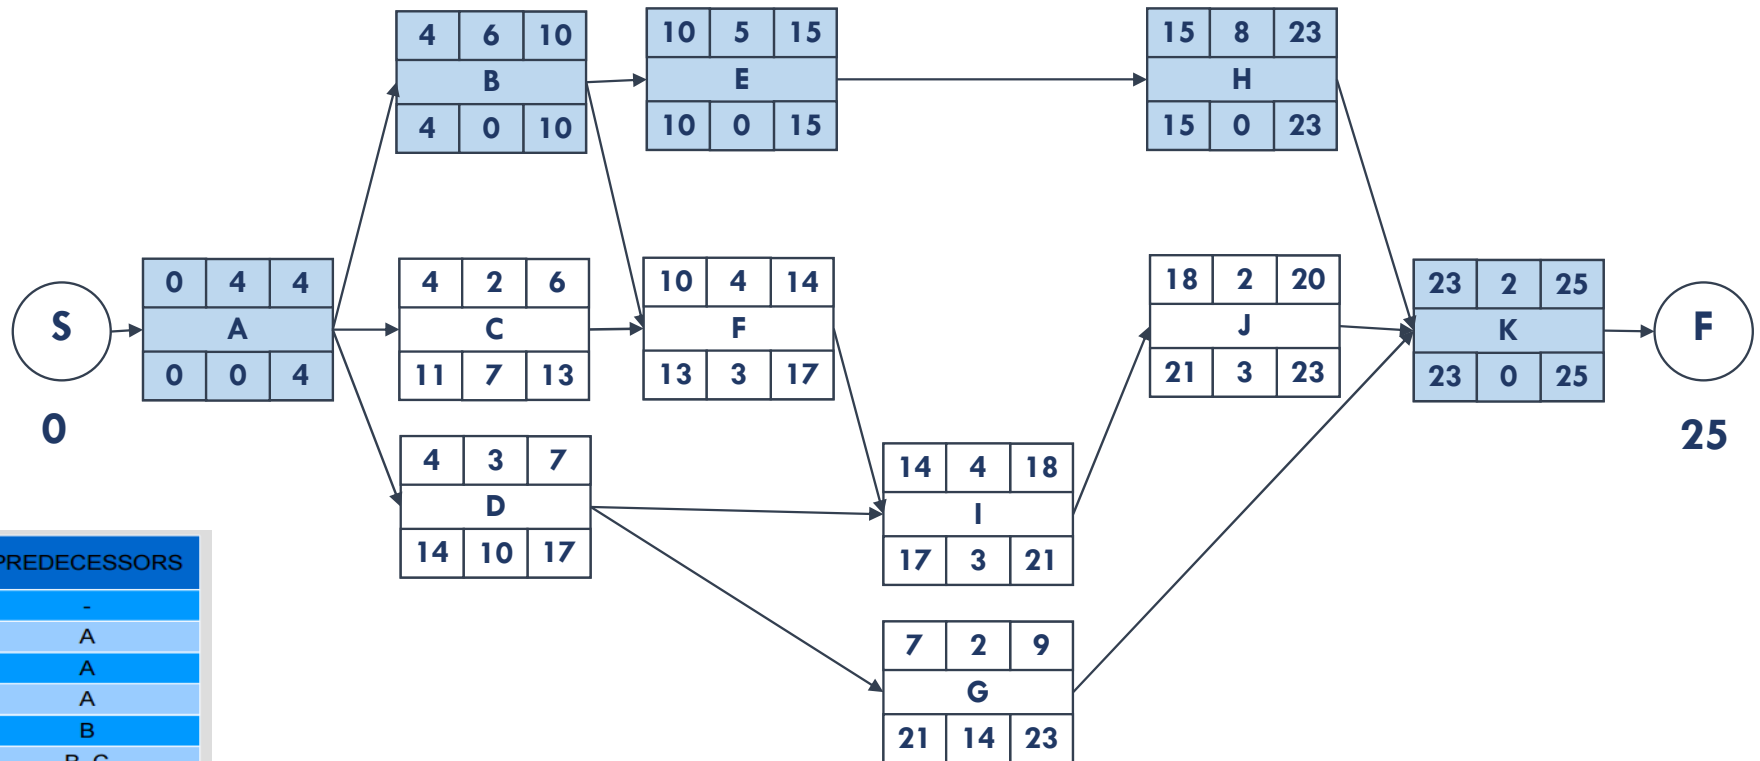 4 6 10
B
4 0 10
10 5 15
E
10 0 15
15 8 23
H
15 0 23
S
0
0 4 4
A
0 0 4
4 2 6
C
11 7 13
10 4 14
F
13 3 17
18 2 20
J
21 3 23
23 2 25
K
23 0 25
F
25
4 3 7
D
14 10 17
14 4 18
I
17 3 21
7 2 9
G
21 14 23
PREDECESSORS
-
A
A
A
B
B, C